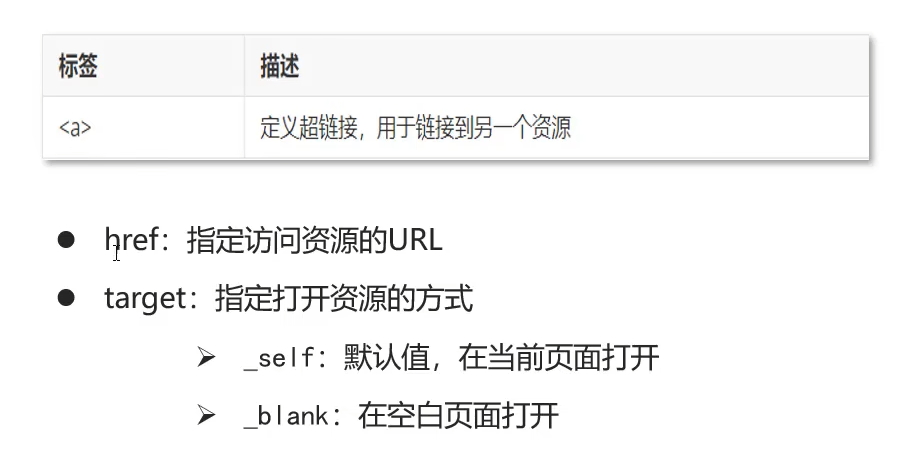 标签 描述
<a> 定义超链接，用于链接到另一个资源
● href：指定访问资源的URL
● target：指定打开资源的方式
➢ _self：默认值，在当前页面打开
➢ _blank：在空白页面打开